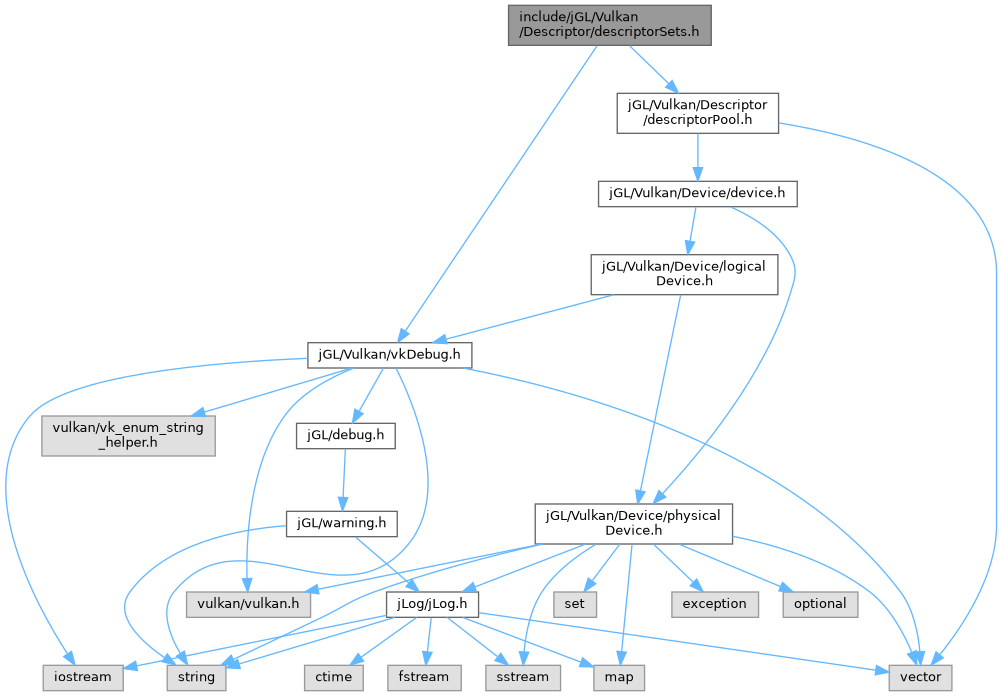 include/jGL/Vulkan
/Descriptor/descriptorSets.h
jGL/Vulkan/Descriptor
/descriptorPool.h
jGL/Vulkan/Device/device.h
jGL/Vulkan/Device/logical
Device.h
jGL/Vulkan/vkDebug.h
vulkan/vk_enum_string
_helper.h
jGL/debug.h
jGL/warning.h
jGL/Vulkan/Device/physical
Device.h
vulkan/vulkan.h
jLog/jLog.h
set
exception
optional
iostream
string
ctime
fstream
sstream
map
vector